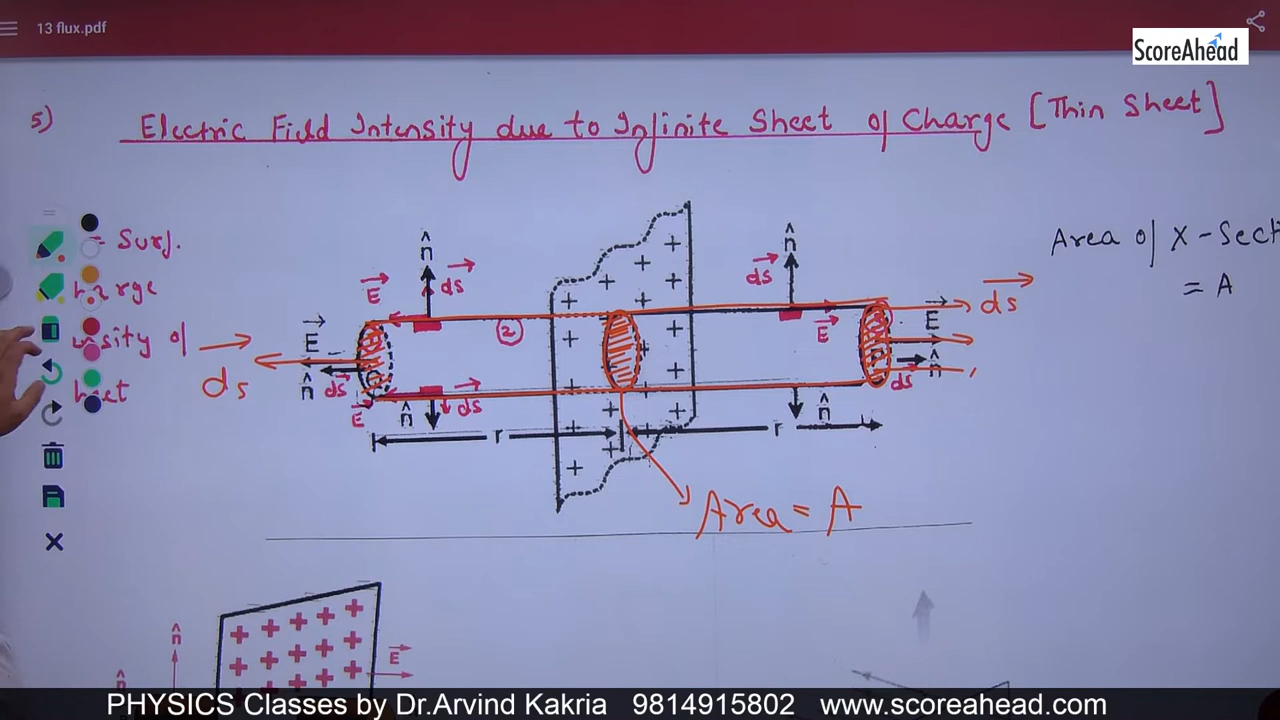 13 flux.pdf
ScoreAhead
5) Electric Field Intensity due to Infinite Sheet of Charge [Thin Sheet]
Surf.
harge
sity of
Area of X-Secti
= A
n̂ ds
n̂ ds
E
E
E n̂ ds
E n̂ ds
ds
ds
②
E n̂ ds
n̂
r
r
Area = A
n̂
E
n̂
PHYSICS Classes by Dr.Arvind Kakria 9814915802 www.scoreahead.com